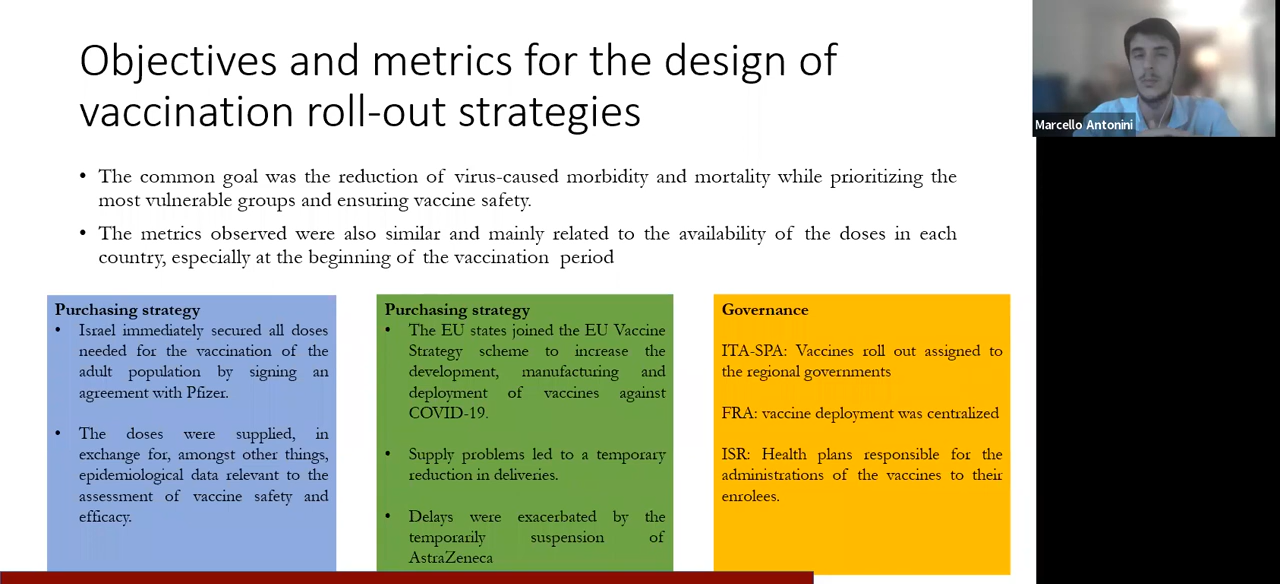 Objectives and metrics for the design of
vaccination roll-out strategies
• The common goal was the reduction of virus-caused morbidity and mortality while prioritizing the
most vulnerable groups and ensuring vaccine safety.
• The metrics observed were also similar and mainly related to the availability of the doses in each
country, especially at the beginning of the vaccination period
Purchasing strategy
• Israel immediately secured all doses
needed for the vaccination of the
adult population by signing an
agreement with Pfizer.
• The doses were supplied, in
exchange for, amongst other things,
epidemiological data relevant to the
assessment of vaccine safety and
efficacy.
Purchasing strategy
• The EU states joined the EU Vaccine
Strategy scheme to increase the
development, manufacturing and
deployment of vaccines against
COVID-19.
• Supply problems led to a temporary
reduction in deliveries.
• Delays were exacerbated by the
temporarily suspension of
AstraZeneca
Governance
ITA-SPA: Vaccines roll out assigned to
the regional governments
FRA: vaccine deployment was centralized
ISR: Health plans responsible for the
administrations of the vaccines to their
enrolees.
Marcello Antonini